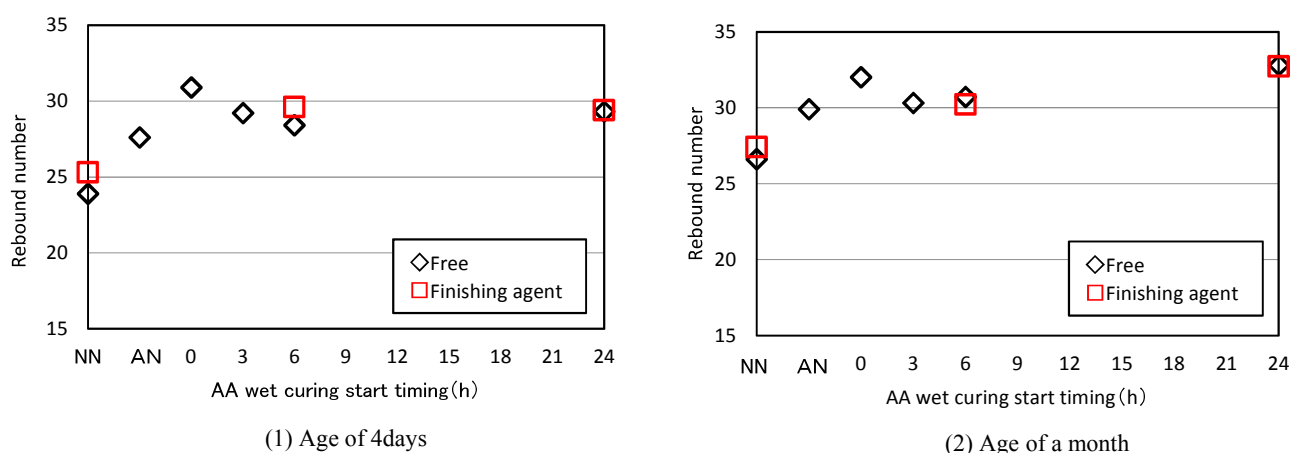 35
30
25
20
15
Rebound number
Free
Finishing agent
NN AN 0 3 6 9 12 15 18 21 24
AA wet curing start timing(h)
(1) Age of 4days
35
30
25
20
15
Rebound number
Free
Finishing agent
NN AN 0 3 6 9 12 15 18 21 24
AA wet curing start timing(h)
(2) Age of a month